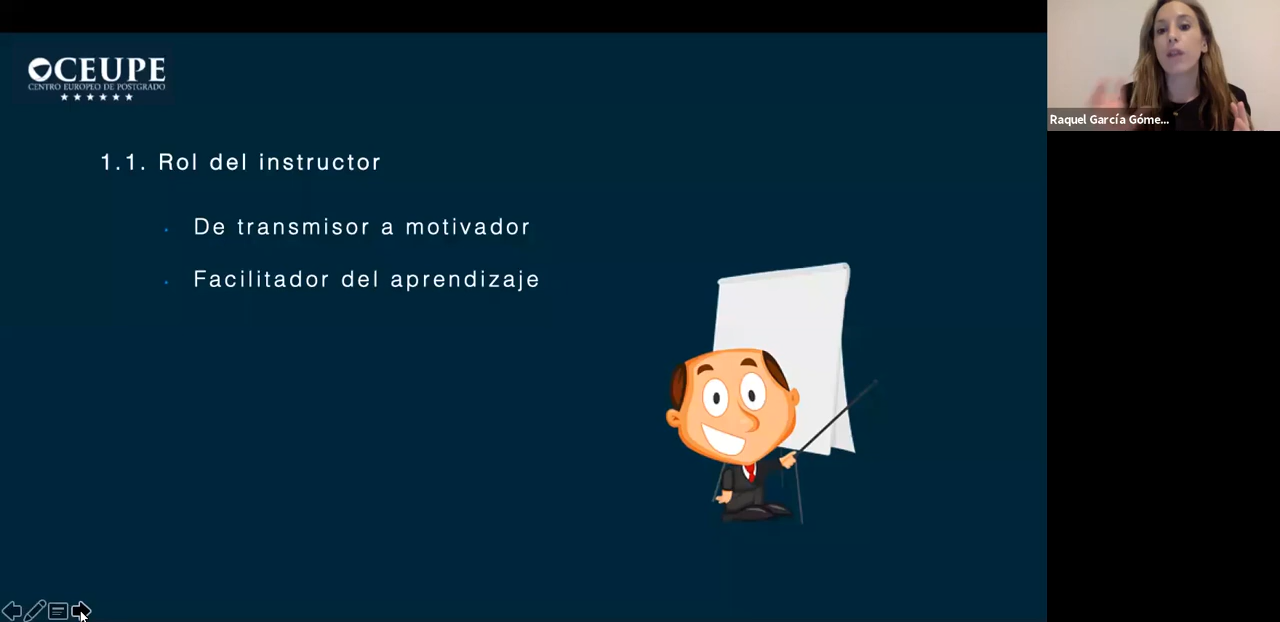 CEUPE
CENTRO EUROPEO DE POSTGRADO
1.1. Rol del instructor
De transmisor a motivador
Facilitador del aprendizaje
Raquel García Góme...